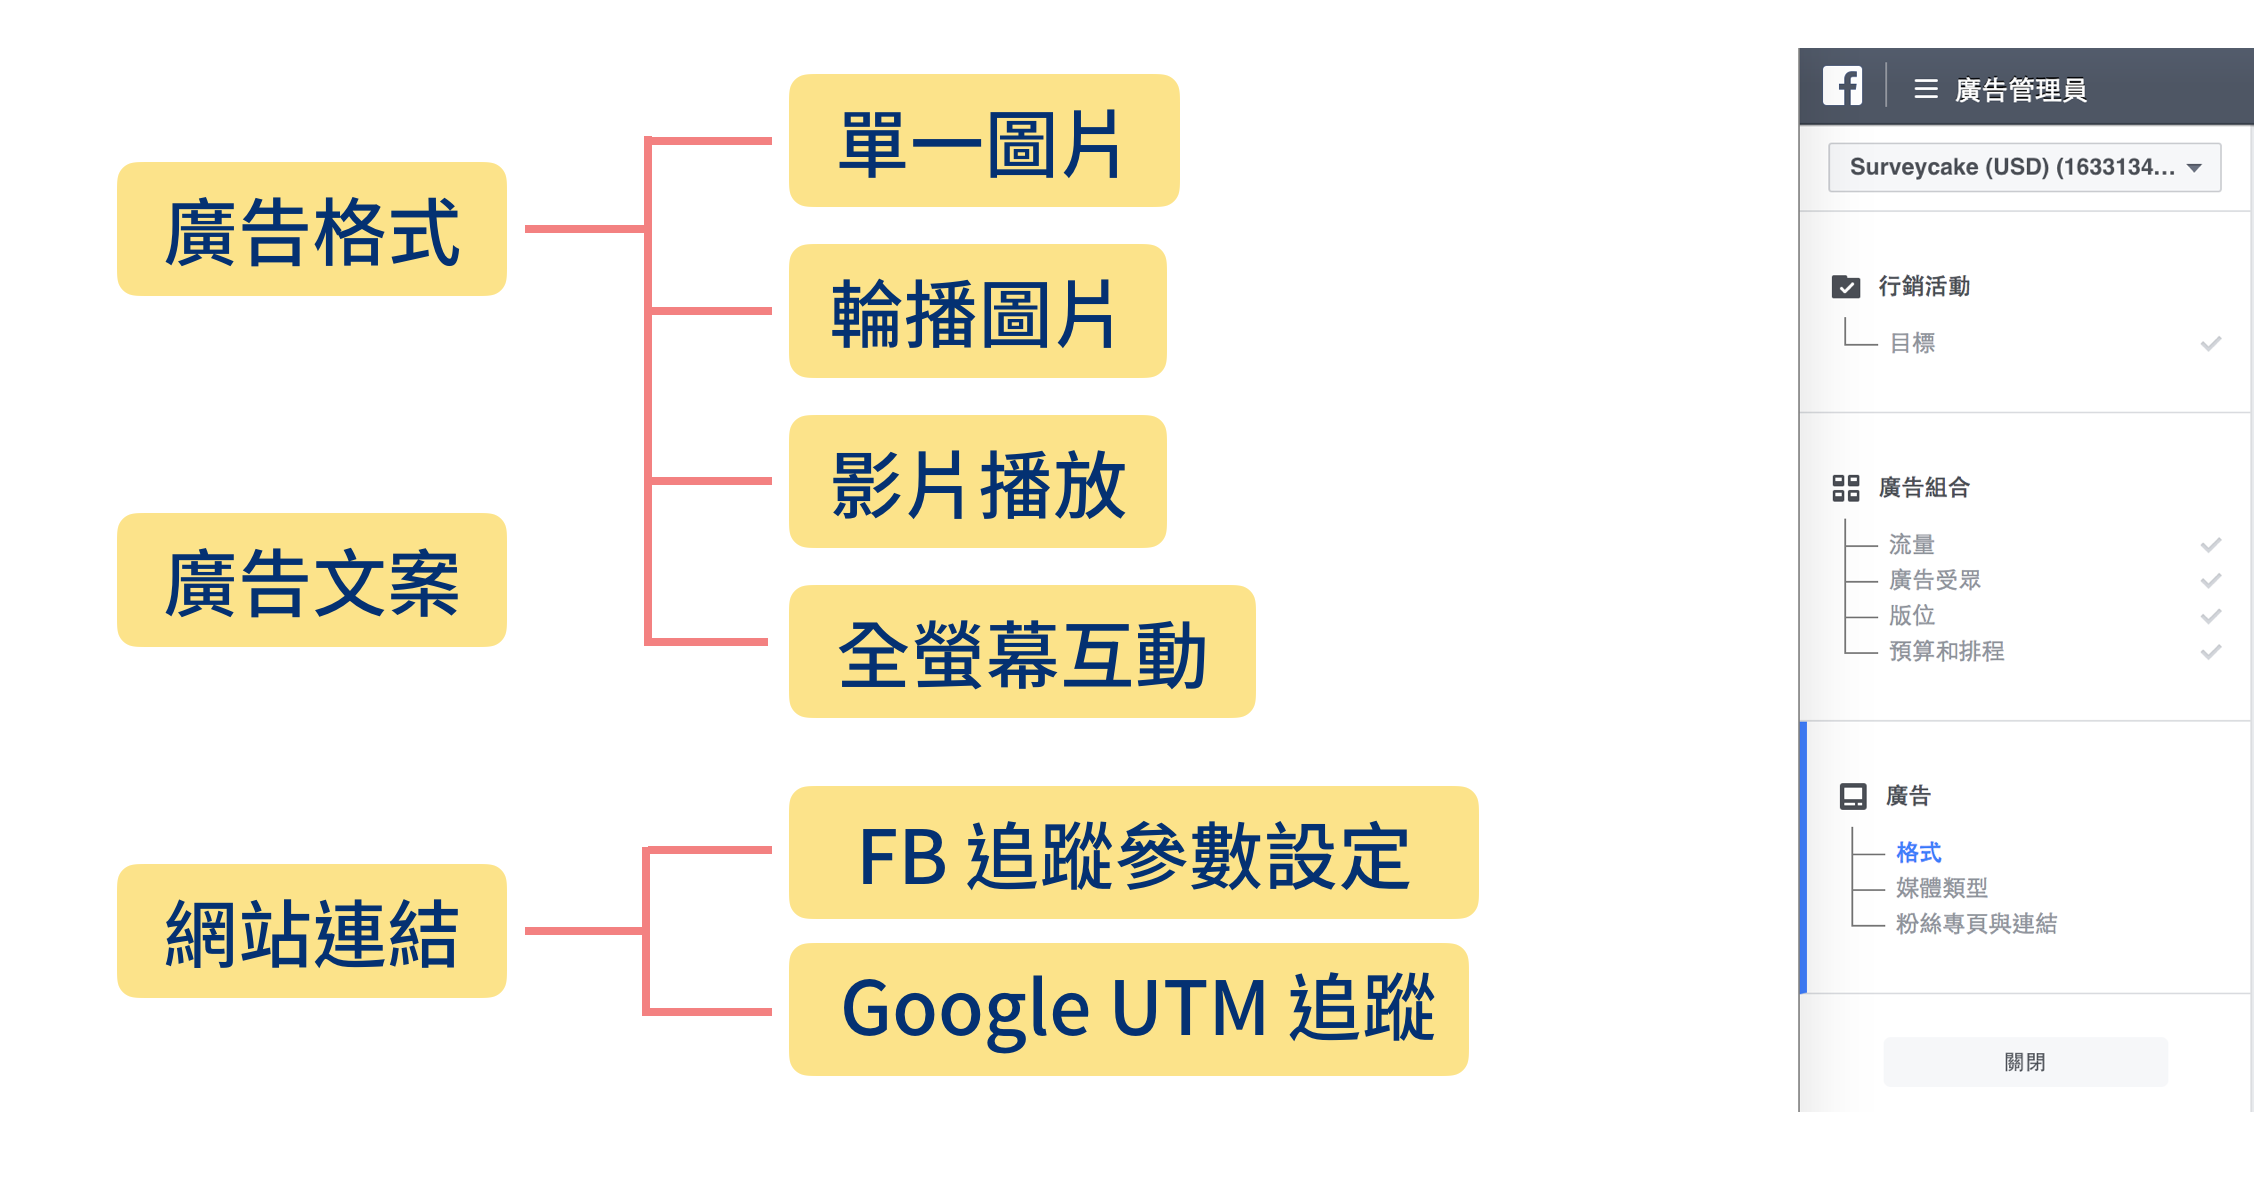 廣告格式
單一圖片
輪播圖片
影片播放
全螢幕互動
廣告文案
網站連結
FB 追蹤參數設定
Google UTM 追蹤
廣告管理員
Surveycake (USD) (1633134...
行銷活動
目標
廣告組合
流量
廣告受眾
版位
預算和排程
廣告
格式
媒體類型
粉絲專頁與連結
關閉